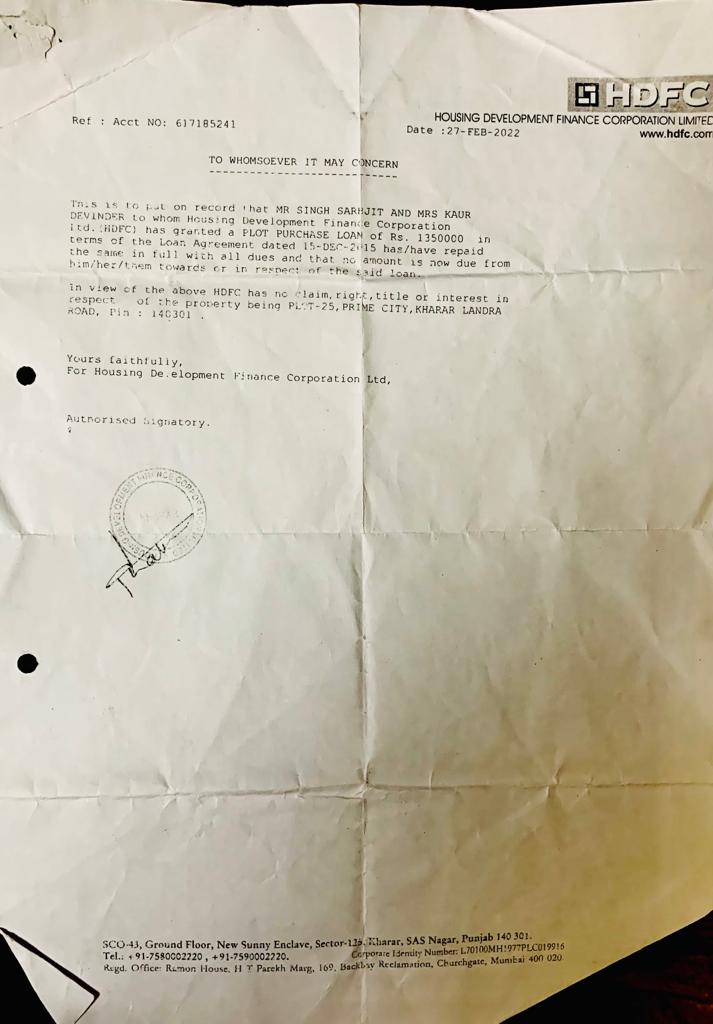 HDFC
HOUSING DEVELOPMENT FINANCE CORPORATION LIMITED
www.hdfc.com
Ref : Acct NO: 617185241
Date :27-FEB-2022
TO WHOMSOEVER IT MAY CONCERN
This is to put on record that MR SINGH SARBJIT AND MRS KAUR
DEVINDER to whom Housing Development Finance Corporation
Ltd.(HDFC) has granted a PLOT PURCHASE LOAN of Rs. 1350000 in
terms of the Loan Agreement dated 15-DEC-2015 has/have repaid
the same in full with all dues and that no amount is now due from
him/her/them towards or in respect of the said loan.
In view of the above HDFC has no claim,right,title or interest in
respect of the property being PLOT-25,PRIME CITY,KHARAR LANDRA
ROAD, Pin : 140301 .
Yours faithfully,
For Housing Development Finance Corporation Ltd,
Authorised Signatory.
SCO-43, Ground Floor, New Sunny Enclave, Sector-125, Kharar, SAS Nagar, Punjab 140 301.
Tel.: +91-7580002220, +91-7590002220. Corporate Identity Number: L70100MH1977PLC019916
Regd. Office: Ramon House, H T Parekh Marg, 169, Backbay Reclamation, Churchgate, Mumbai 400 020